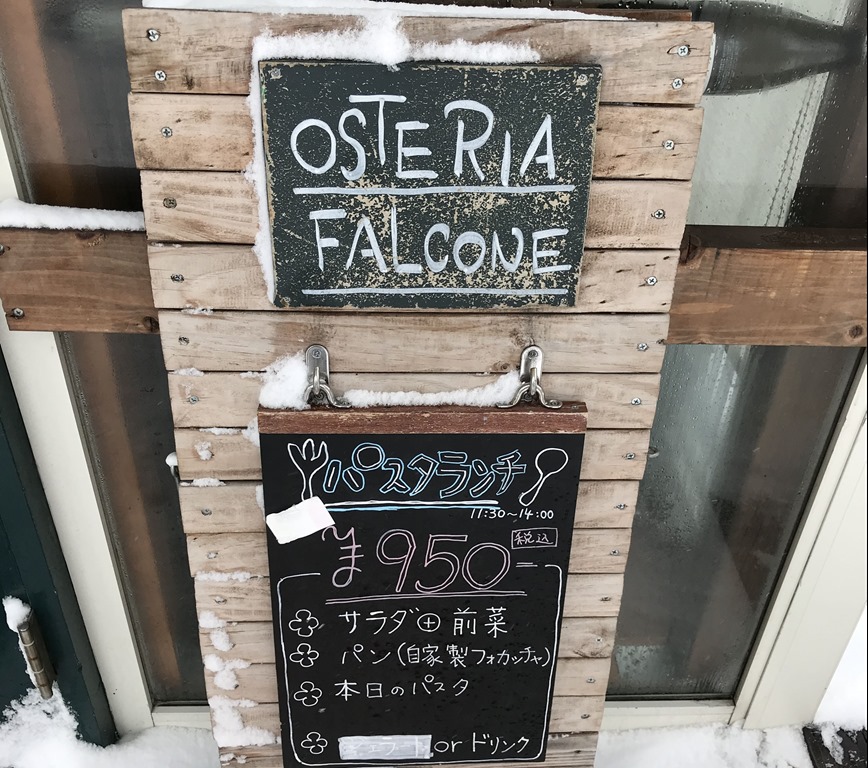 OSTERIA
FALCONE
パスタランチ
11:30〜14:00
¥950 税込
サラダ⊕前菜
パン(自家製フォカッチャ)
本日のパスタ
or ドリンク